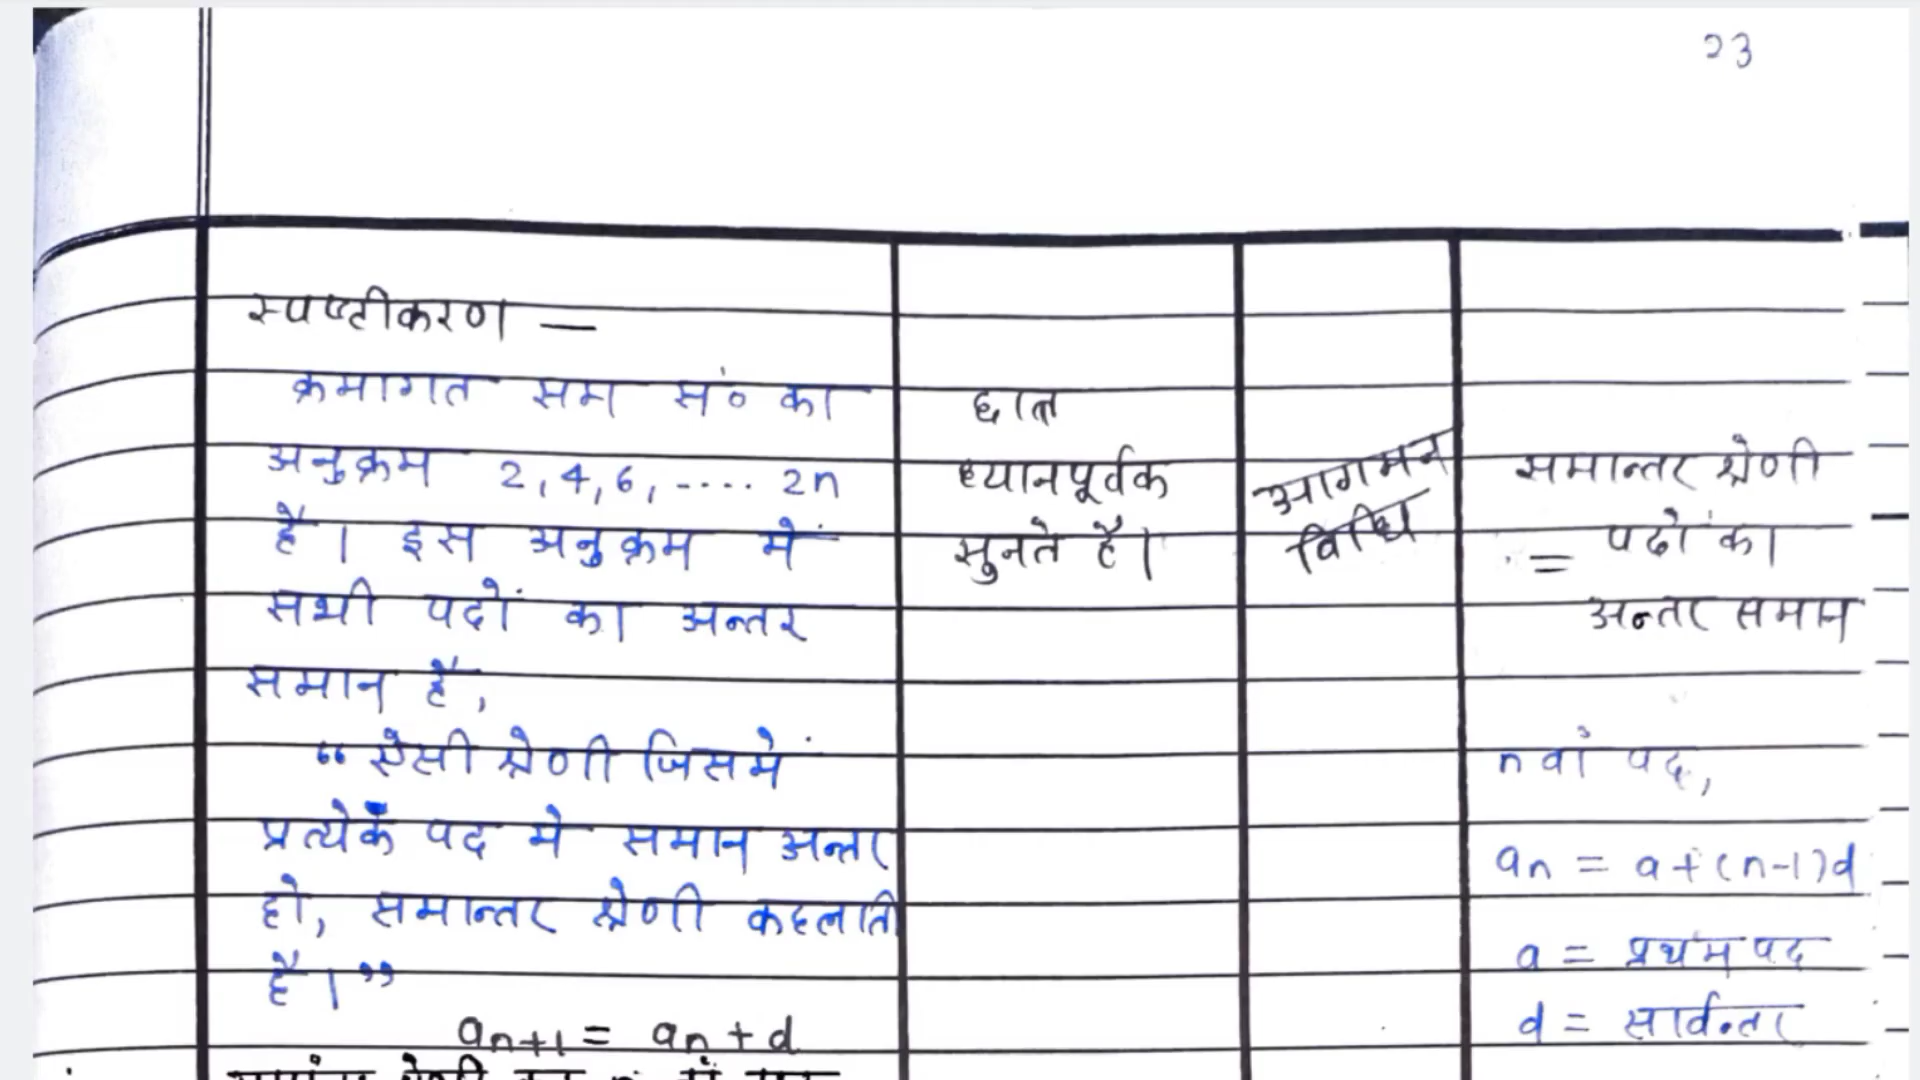 23
स्पष्टीकरण —
क्रमागत सम सं० का
अनुक्रम 2, 4, 6, .... 2n
है। इस अनुक्रम में
सभी पदों का अन्तर
समान है,
“ ऐसी श्रेणी जिसमें
प्रत्येक पद मे समान अन्तर
हो, समान्तर श्रेणी कहलाती
है। ”
an+1 = an + d
छात्र
ध्यानपूर्वक
सुनते है।
आगमन
विधि
समान्तर श्रेणी
= पदों का
अन्तर समान
n वां पद,
an = a + (n-1)d
a = प्रथम पद
d = सार्वन्तर